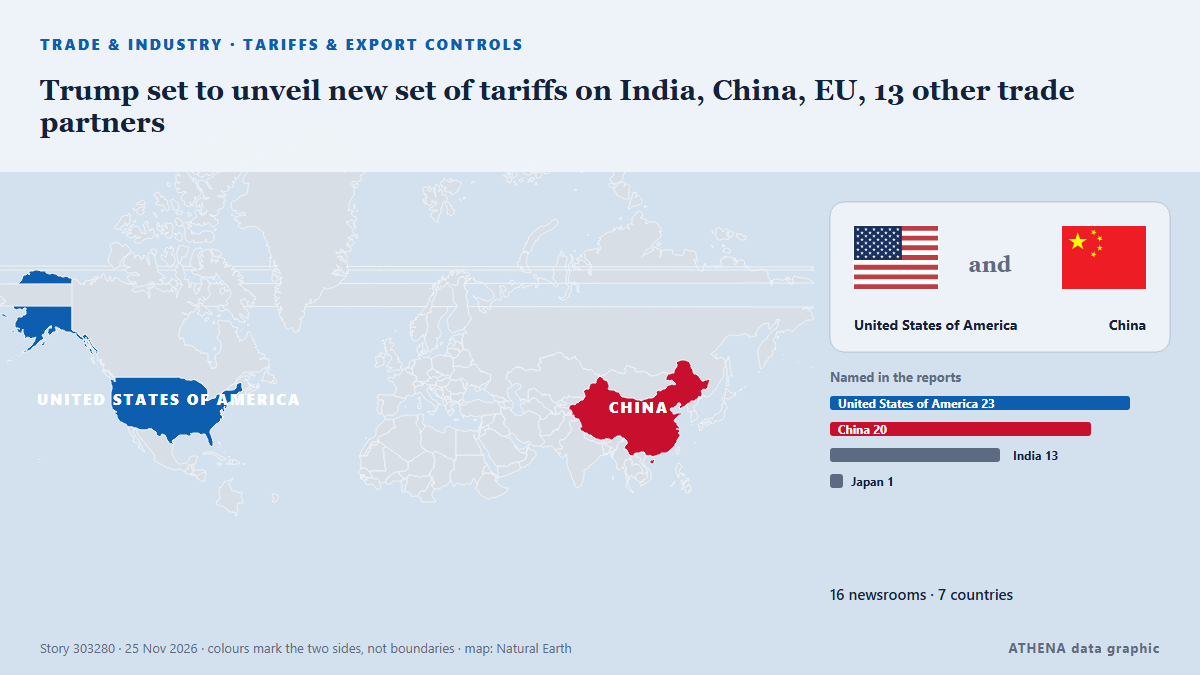 TRADE & INDUSTRY · TARIFFS & EXPORT CONTROLS
Trump set to unveil new set of tariffs on India, China, EU, 13 other trade
partners
UNITED STATES OF AMERICA
CHINA
and
United States of America
China
Named in the reports
United States of America 23
China 20
India 13
Japan 1
16 newsrooms · 7 countries
Story 303280 · 25 Nov 2026 · colours mark the two sides, not boundaries · map: Natural Earth
ATHENA data graphic